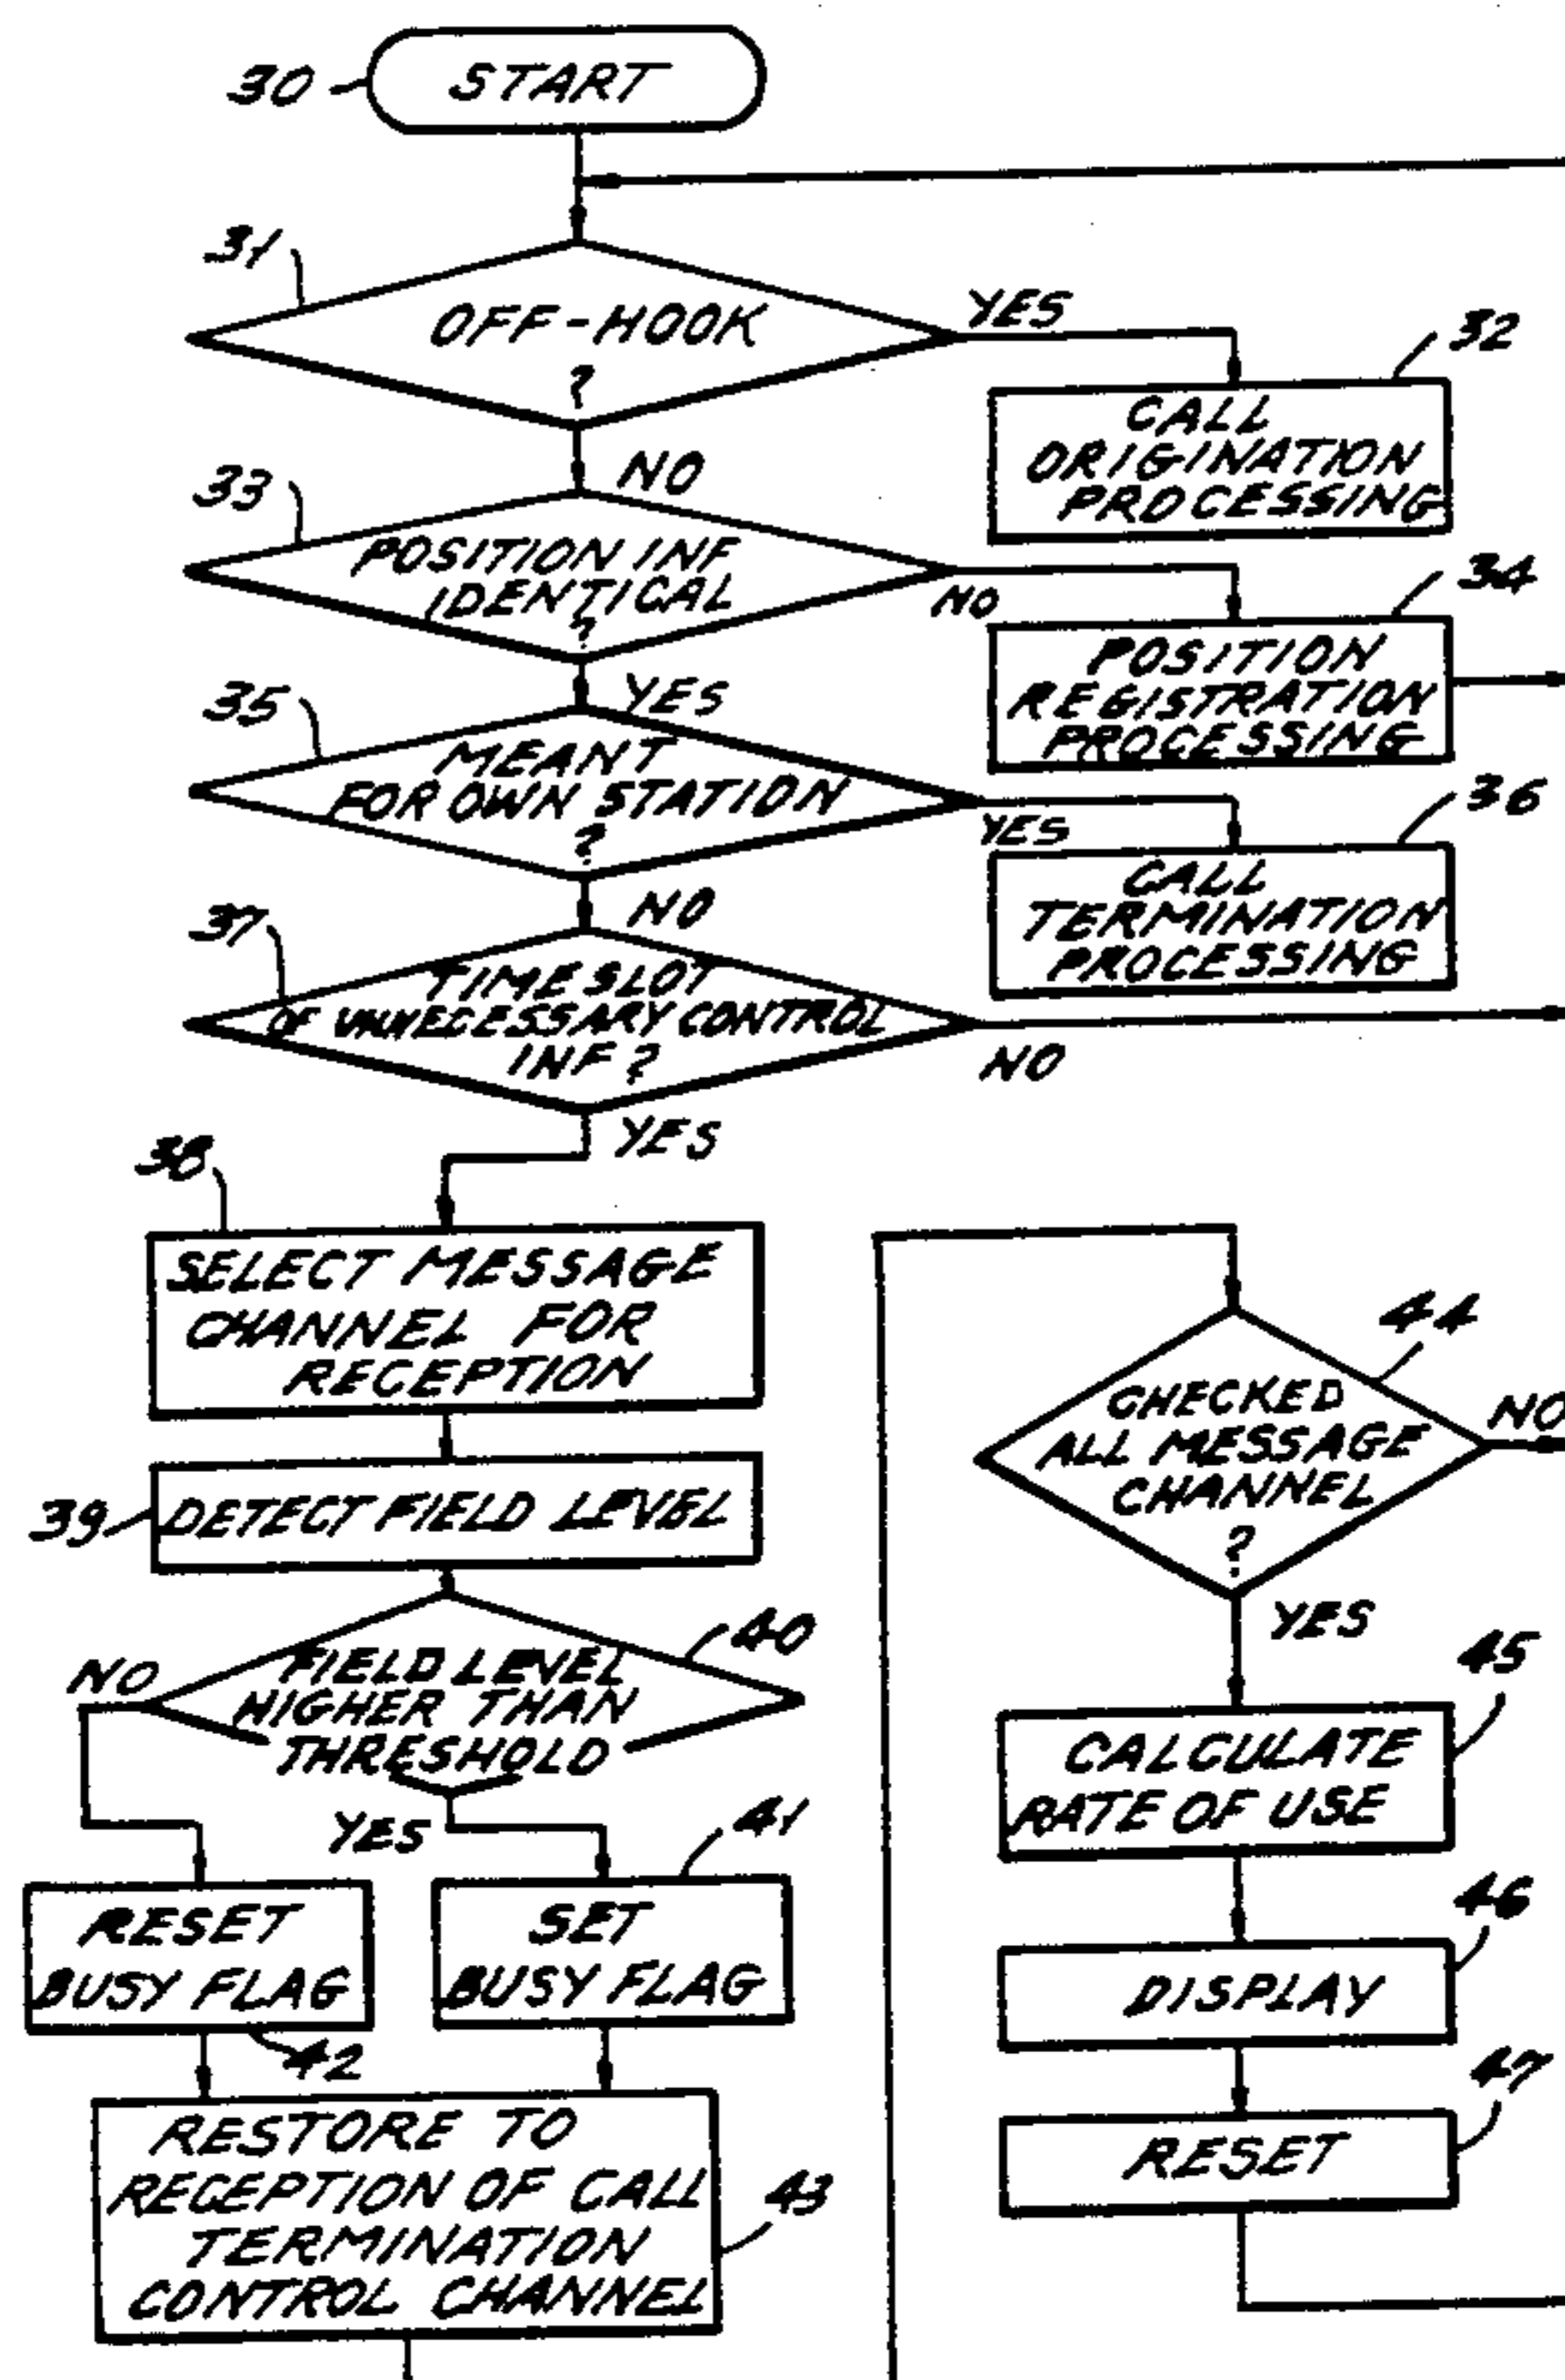 30
START
31
OFF-HOOK
?
YES
32
CALL
ORIGINATION
PROCESSING
NO
33
POSITION INF
IDENTICAL
?
NO
34
POSITION
REGISTRATION
PROCESSING
YES
35
MEANT
FOR OWN STATION
?
YES
36
CALL
TERMINATION
PROCESSING
NO
37
TIME SLOT
OF UNNECESSARY CONTROL
INF ?
NO
YES
38
SELECT MESSAGE
CHANNEL FOR
RECEPTION
39
DETECT FIELD LEVEL
40
FIELD LEVEL
HIGHER THAN
THRESHOLD
NO
YES
41
RESET
BUSY FLAG
42
SET
BUSY FLAG
RESTORE TO
RECEPTION OF CALL
TERMINATION
CONTROL CHANNEL
43
44
CHECKED
ALL MESSAGE
CHANNEL
?
NO
YES
45
CALCULATE
RATE OF USE
46
DISPLAY
47
RESET